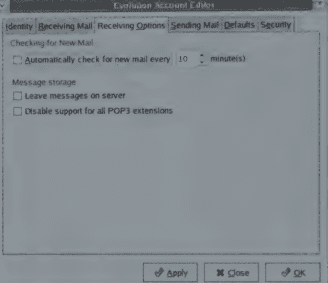 Evolution Account Editor
Identity Receiving Mail Receiving Options Sending Mail Defaults Security
Checking for New Mail
Automatically check for new mail every 10 minute(s)
Message storage
Leave messages on server
Disable support for all POP3 extensions
Apply Close OK